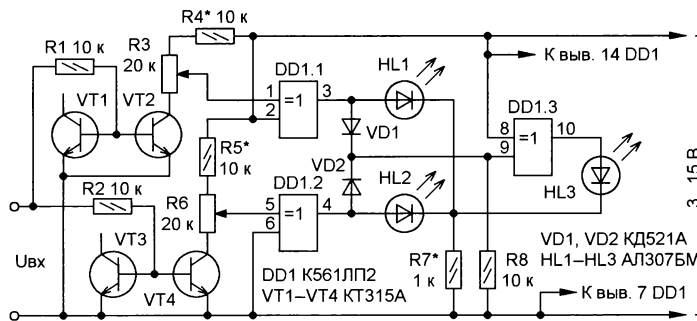 R4* 10 к
R1 10 к
R3
20 к
К выв. 14 DD1
HL1
VT1
VT2
DD1.1
1
2
=1
3
DD1.3
8
9
=1
10
VD1
R5*
10 к
VD2
DD1.2
HL2
HL3
R2 10 к
R6
20 к
5
6
=1
4
3...15 В
VT3
Uвх
VT4
DD1 К561ЛП2
VT1–VT4 КТ315А
R7*
1 к
R8
10 к
VD1, VD2 КД521А
HL1–HL3 АЛ307БМ
К выв. 7 DD1